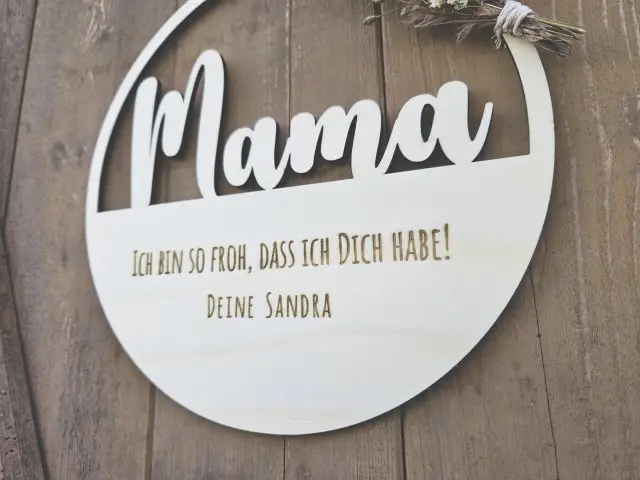 Mama
Ich bin so froh, dass ich Dich habe!
Deine Sandra